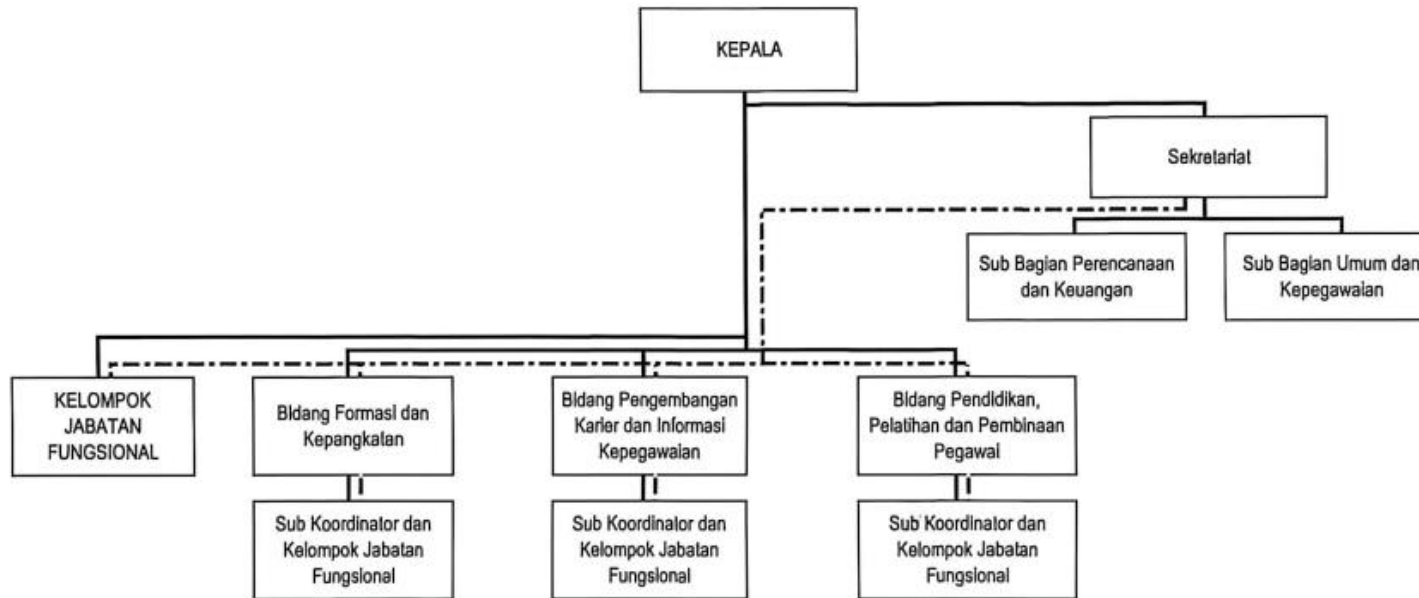 KEPALA
Sekretariat
Sub Bagian Perencanaan
dan Keuangan
Sub Bagian Umum dan
Kepegawaian
KELOMPOK
JABATAN
FUNGSIONAL
Bidang Formasi dan
Kepangkatan
Bidang Pengembangan
Karier dan Informasi
Kepegawaian
Bidang Pendidikan,
Pelatihan dan Pembinaan
Pegawai
Sub Koordinator dan
Kelompok Jabatan
Fungsional
Sub Koordinator dan
Kelompok Jabatan
Fungsional
Sub Koordinator dan
Kelompok Jabatan
Fungsional